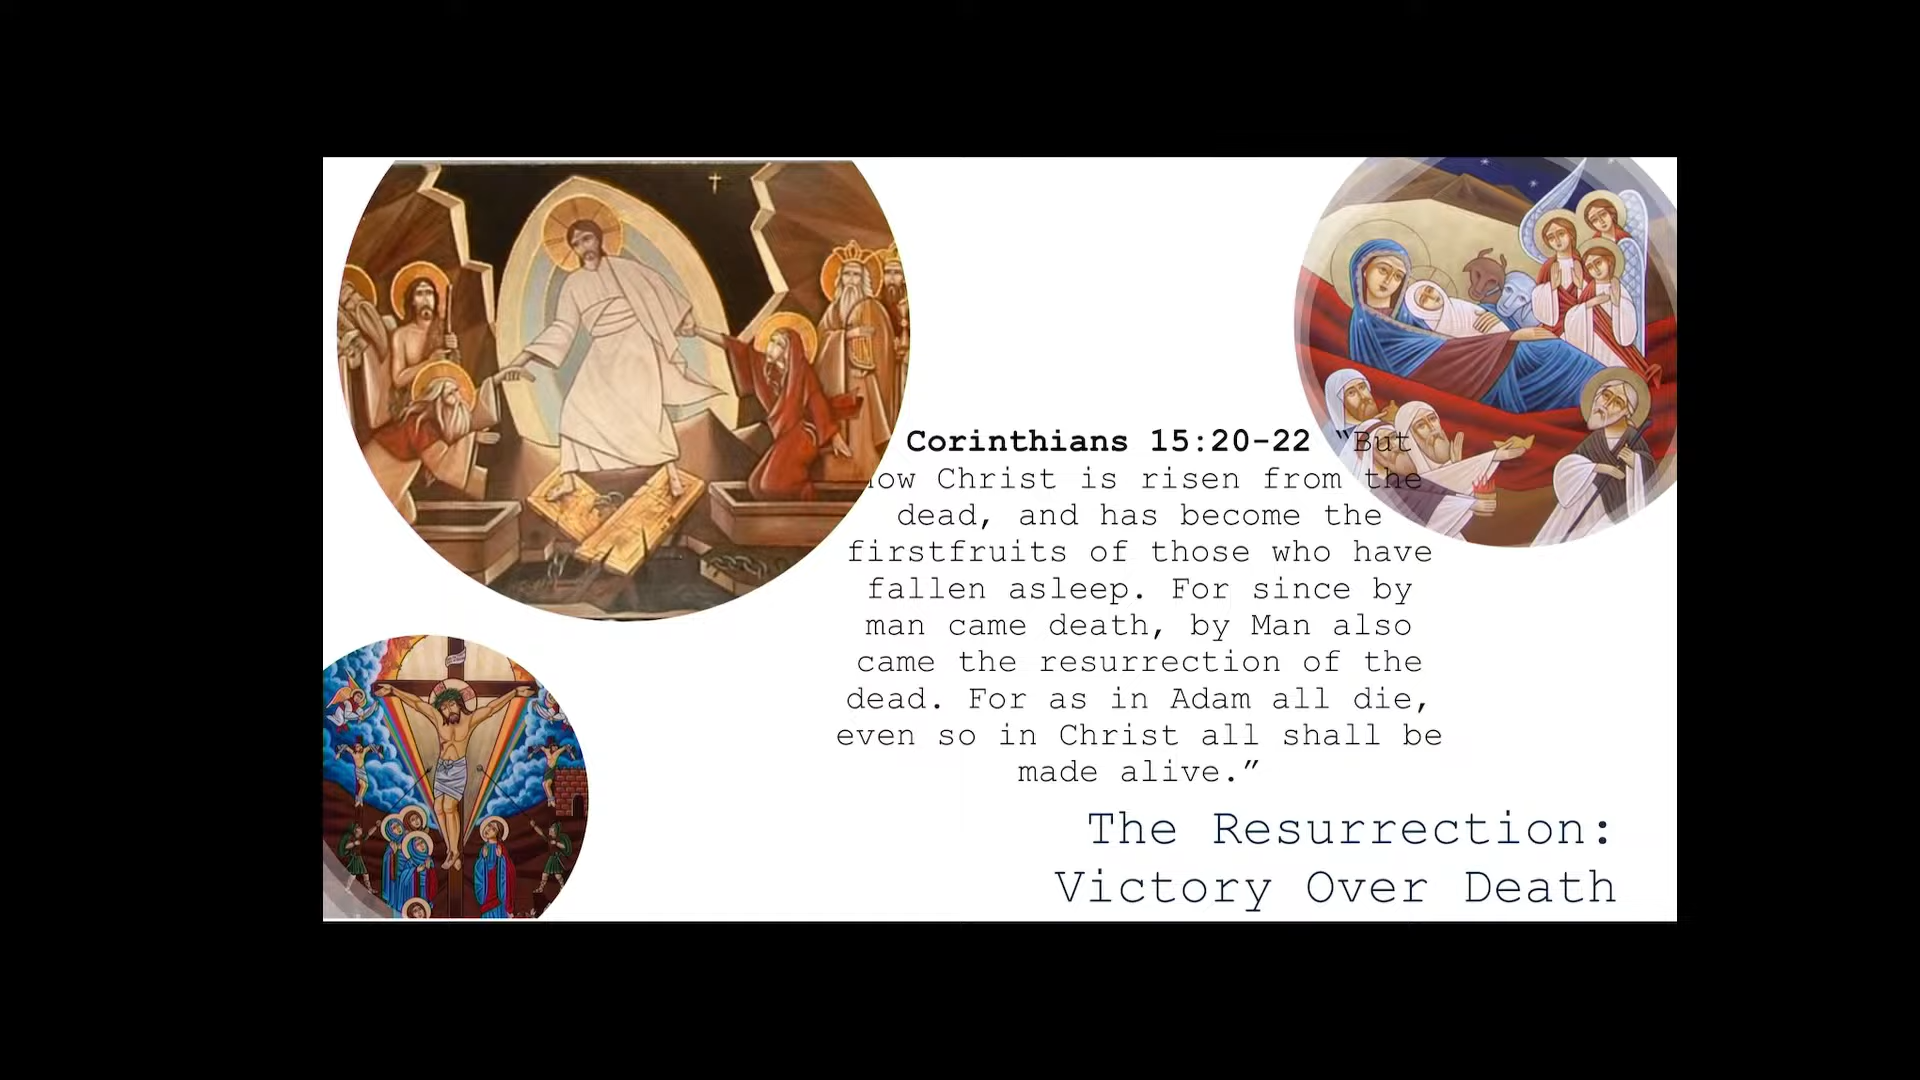 Corinthians 15:20-22 “But
now Christ is risen from the
dead, and has become the
firstfruits of those who have
fallen asleep. For since by
man came death, by Man also
came the resurrection of the
dead. For as in Adam all die,
even so in Christ all shall be
made alive.”
The Resurrection:
Victory Over Death